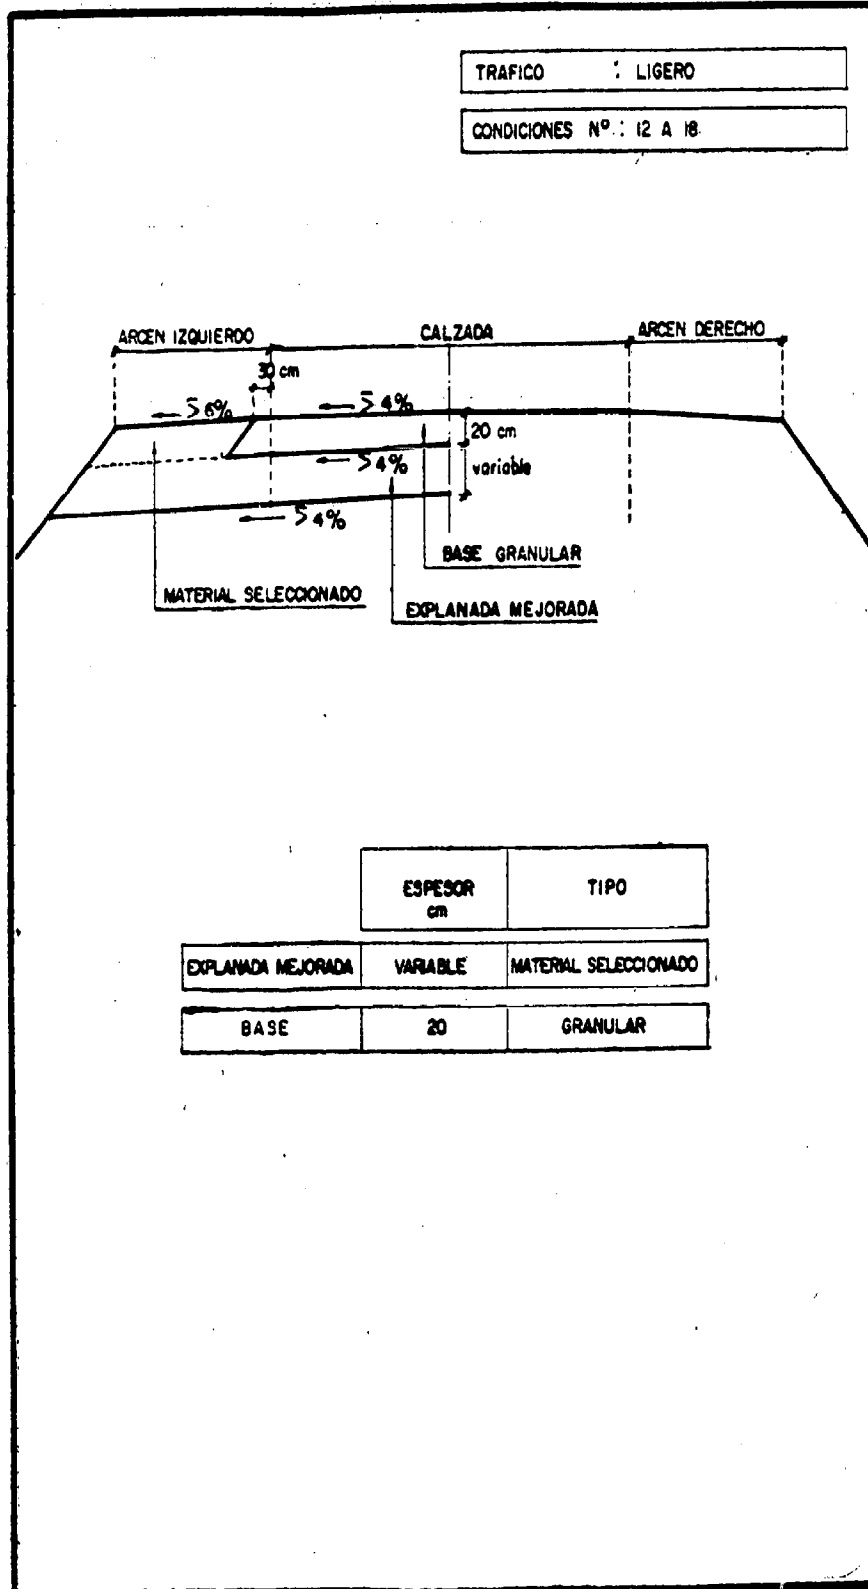 TRAFICO : LIGERO
CONDICIONES Nº : 12 A 18
ARCEN IZQUIERDO CALZADA ARCEN DERECHO
30 cm
≥ 6% ≥ 4%
20 cm
≥ 4% variable
≥ 4%
BASE GRANULAR
MATERIAL SELECCIONADO
EXPLANADA MEJORADA
ESPESOR TIPO
cm
EXPLANADA MEJORADA VARIABLE MATERIAL SELECCIONADO
BASE 20 GRANULAR